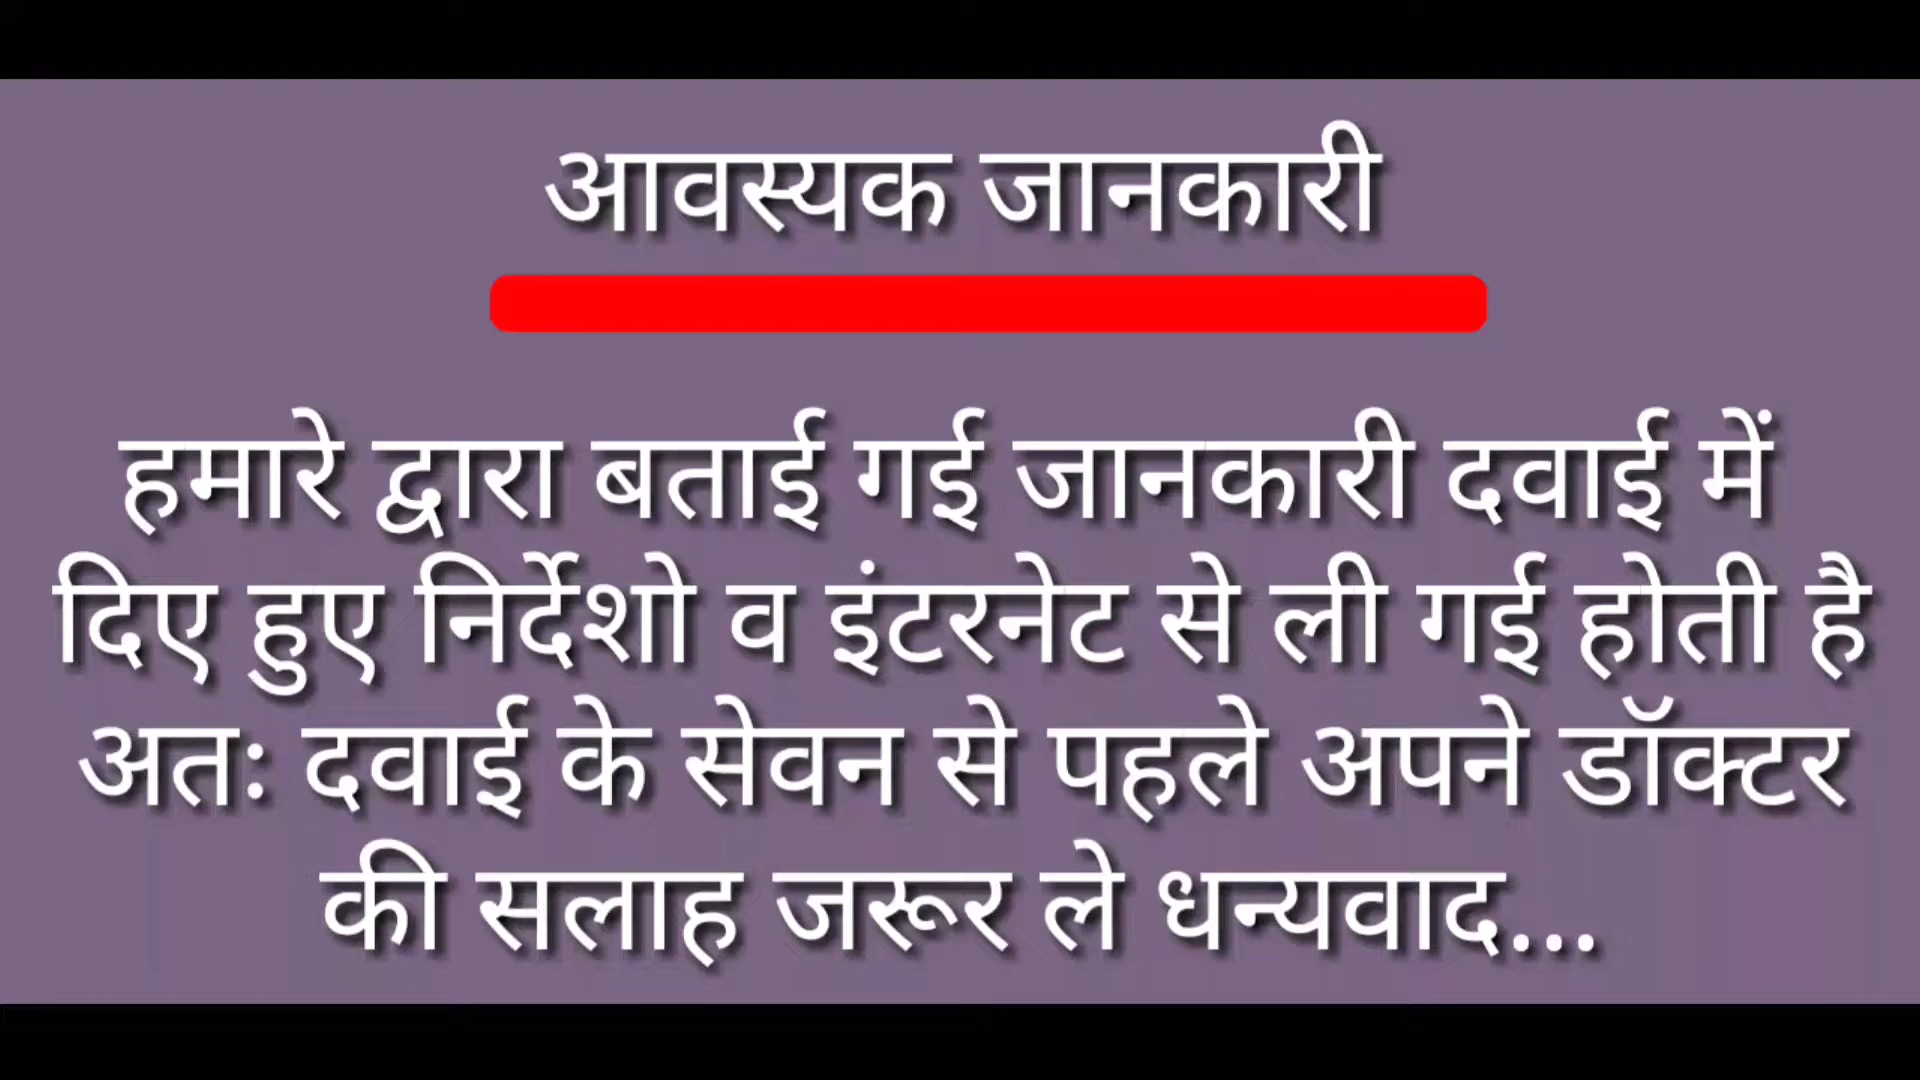 आवस्यक जानकारी
हमारे द्वारा बताई गई जानकारी दवाई में
दिए हुए निर्देशो व इंटरनेट से ली गई होती है
अतः दवाई के सेवन से पहले अपने डॉक्टर
की सलाह जरूर ले धन्यवाद...